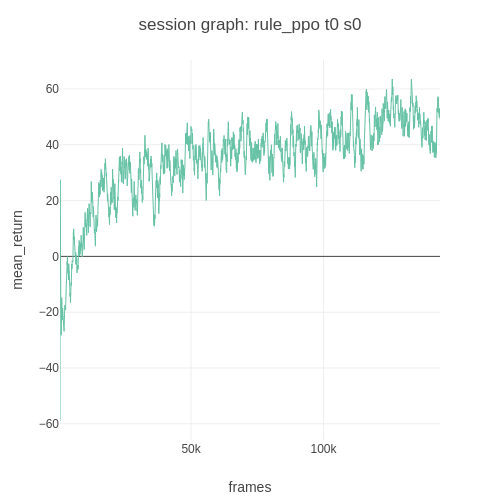 session graph: rule_ppo t0 s0
mean_return
60
40
20
0
−20
−40
−60
50k
100k
frames